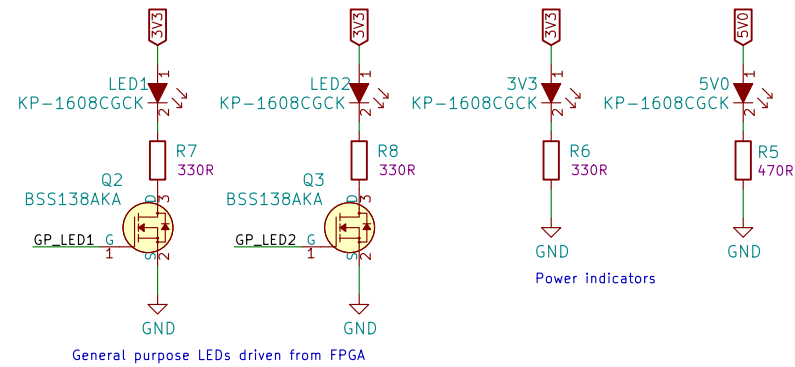 3V3
3V3
3V3
5V0
1
1
1
1
LED1
LED2
3V3
5V0
KP-1608CGCK
KP-1608CGCK
KP-1608CGCK
KP-1608CGCK
2
2
2
2
R7
R8
R6
R5
330R
330R
330R
470R
Q2
Q3
BSS138AKA
BSS138AKA
D
3
D
3
GP_LED1
G
1
GP_LED2
G
1
S
2
S
2
GND
GND
Power indicators
GND
GND
General purpose LEDs driven from FPGA